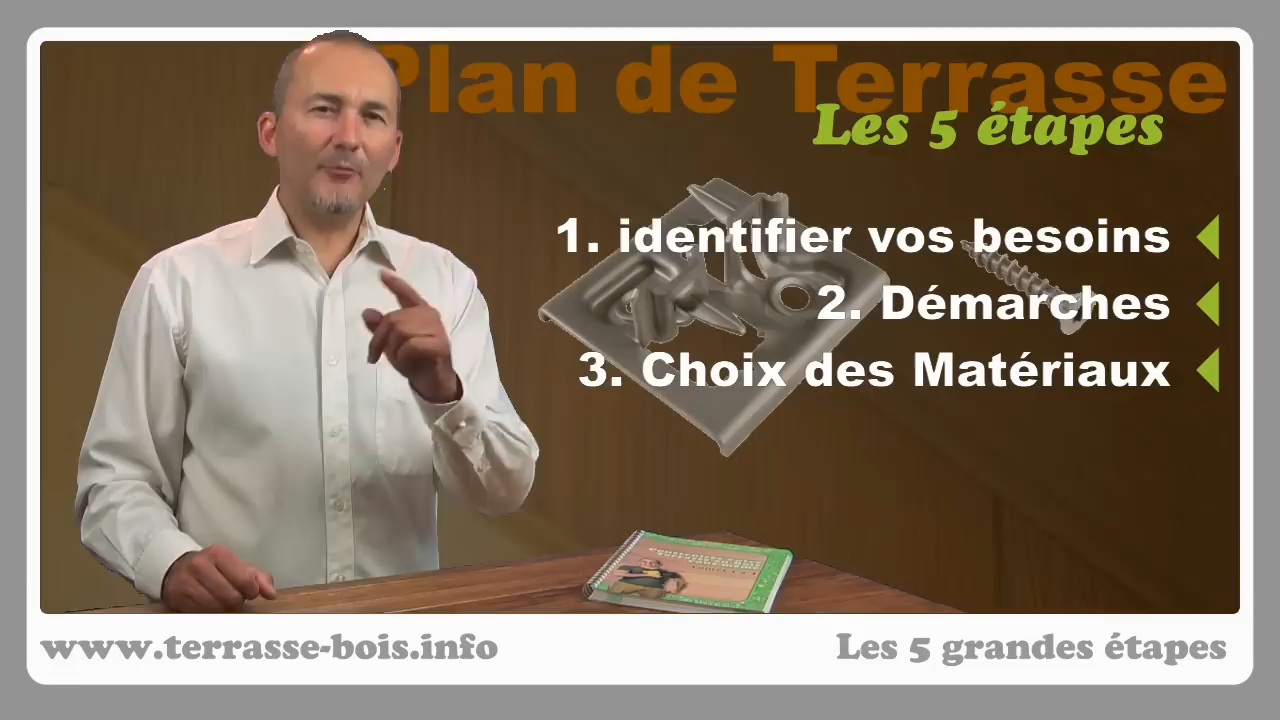 Plan de Terrasse
Les 5 étapes
1. identifier vos besoins
2. Démarches
3. Choix des Matériaux
www.terrasse-bois.info
Les 5 grandes étapes